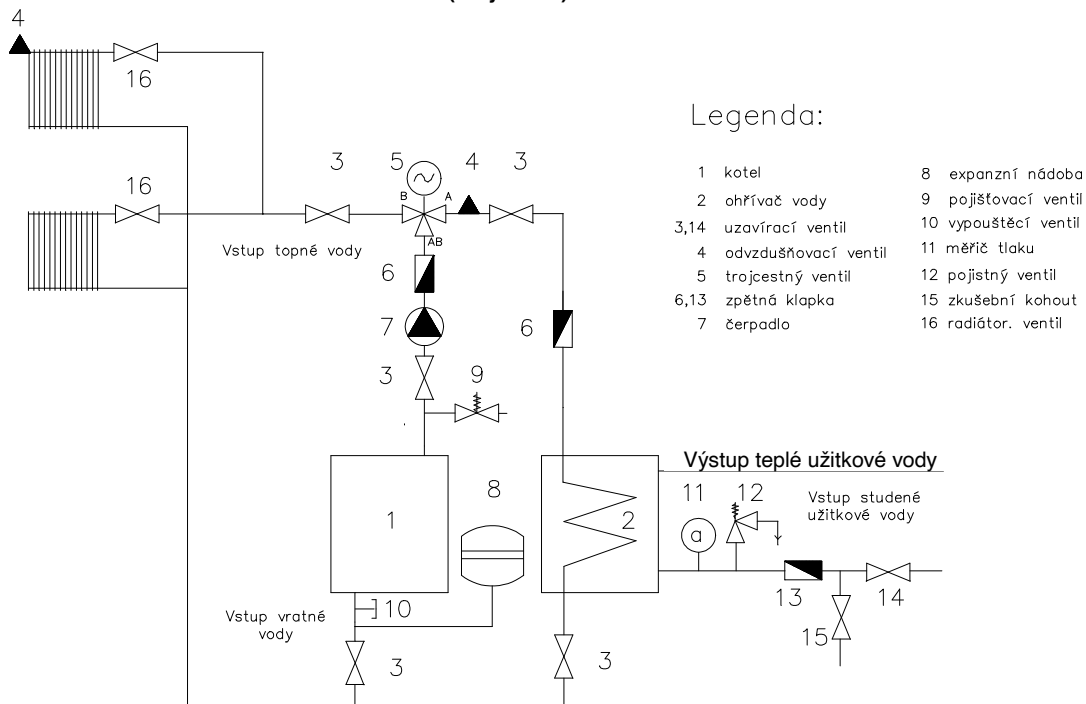 4
16
16
3
5
4
3
B
A
AB
Vstup topné vody
6
7
6
3
9
Legenda:
1 kotel
2 ohřívač vody
3,14 uzavírací ventil
4 odvzdušňovací ventil
5 trojcestný ventil
6,13 zpětná klapka
7 čerpadlo
8 expanzní nádoba
9 pojišťovací ventil
10 vypouštěcí ventil
11 měřič tlaku
12 pojistný ventil
15 zkušební kohout
16 radiátor. ventil
Výstup teplé užitkové vody
8
11
12
Vstup studené
užitkové vody
1
2
a
13
14
10
15
Vstup vratné
vody
3
3